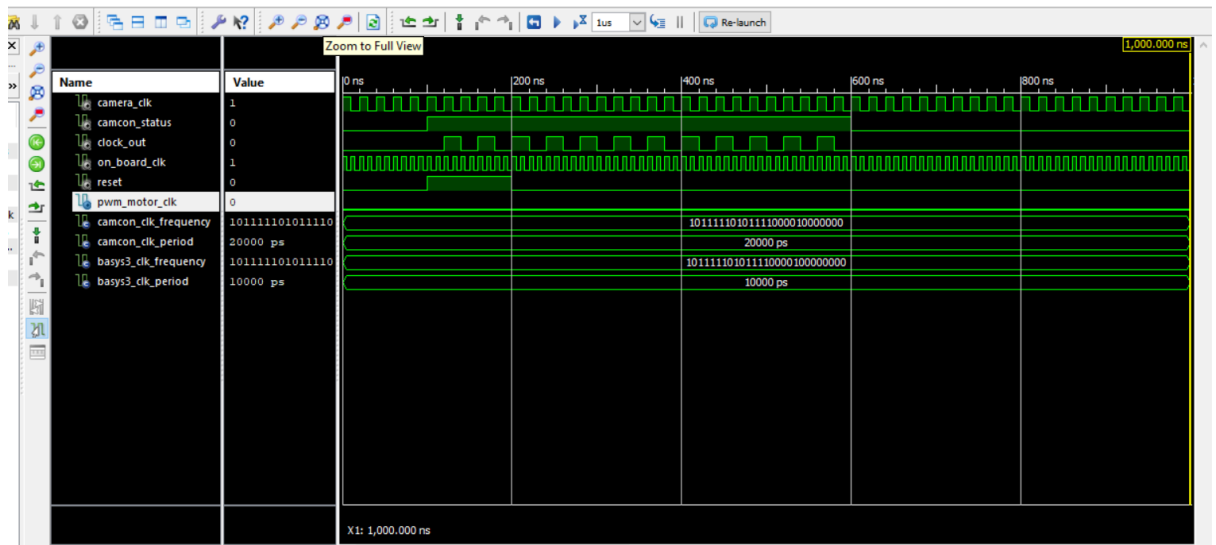 1us
Re-launch
Zoom to Full View
1,000.000 ns
Name Value
0 ns 200 ns 400 ns 600 ns 800 ns
camera_clk 1
camcon_status 0
clock_out 0
on_board_clk 1
reset 0
pwm_motor_clk 0
camcon_clk_frequency 101111101011110 10111110101111000010000000
camcon_clk_period 20000 ps 20000 ps
basys3_clk_frequency 101111101011110 101111101011110000100000000
basys3_clk_period 10000 ps 10000 ps
X1: 1,000.000 ns